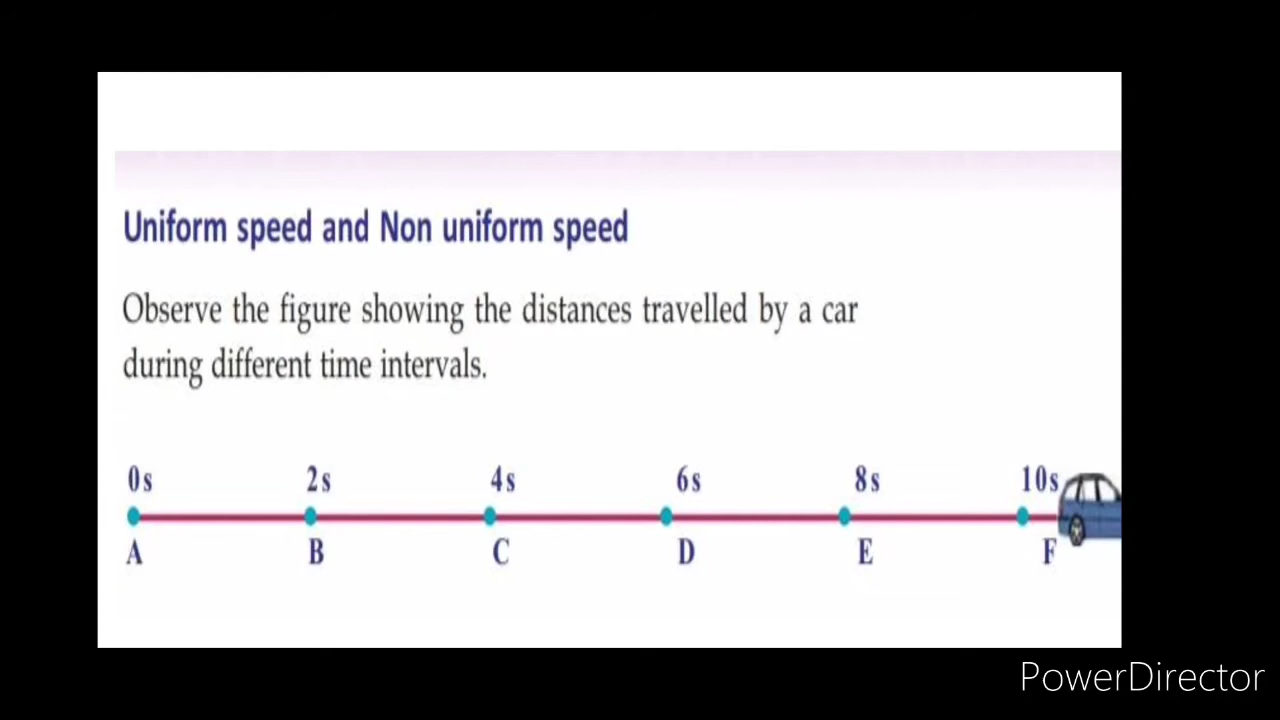 Uniform speed and Non uniform speed
Observe the figure showing the distances travelled by a car
during different time intervals.
0s 2s 4s 6s 8s 10s
A B C D E F
PowerDirector